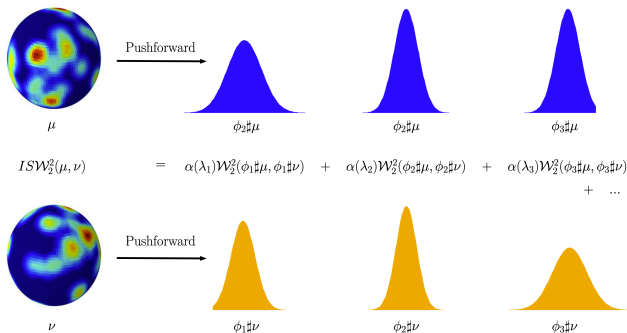 Pushforward
μ ϕ₂♯μ ϕ₂♯μ ϕ₃♯μ
IS𝒲₂²(μ, ν) = α(λ₁)𝒲₂²(ϕ₁♯μ, ϕ₁♯ν) + α(λ₂)𝒲₂²(ϕ₂♯μ, ϕ₂♯ν) + α(λ₃)𝒲₂²(ϕ₃♯μ, ϕ₃♯ν)
+ ...
Pushforward
ν ϕ₁♯ν ϕ₂♯ν ϕ₃♯ν